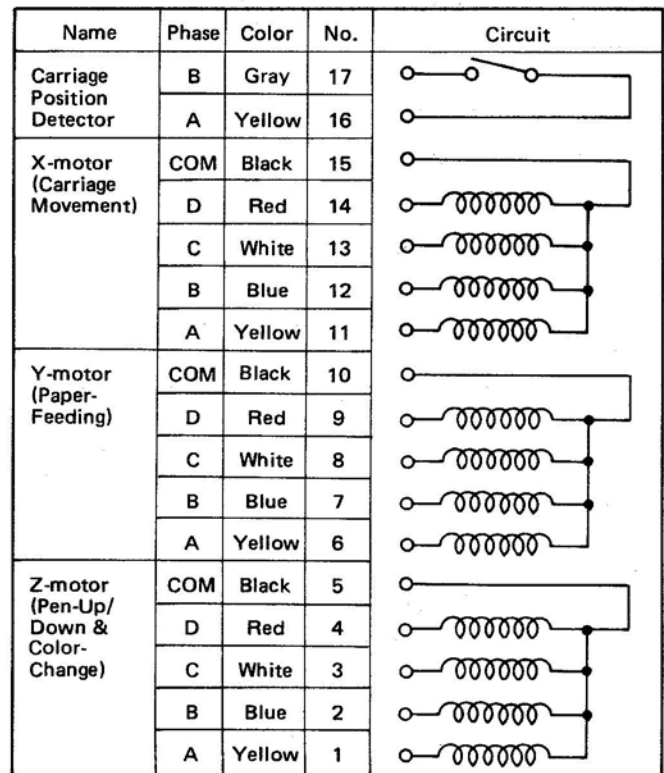 Name Phase Color No. Circuit
Carriage B Gray 17
Position
Detector A Yellow 16
X-motor COM Black 15
(Carriage
Movement) D Red 14
C White 13
B Blue 12
A Yellow 11
Y-motor COM Black 10
(Paper-
Feeding) D Red 9
C White 8
B Blue 7
A Yellow 6
Z-motor COM Black 5
(Pen-Up/
Down & D Red 4
Color-
Change) C White 3
B Blue 2
A Yellow 1